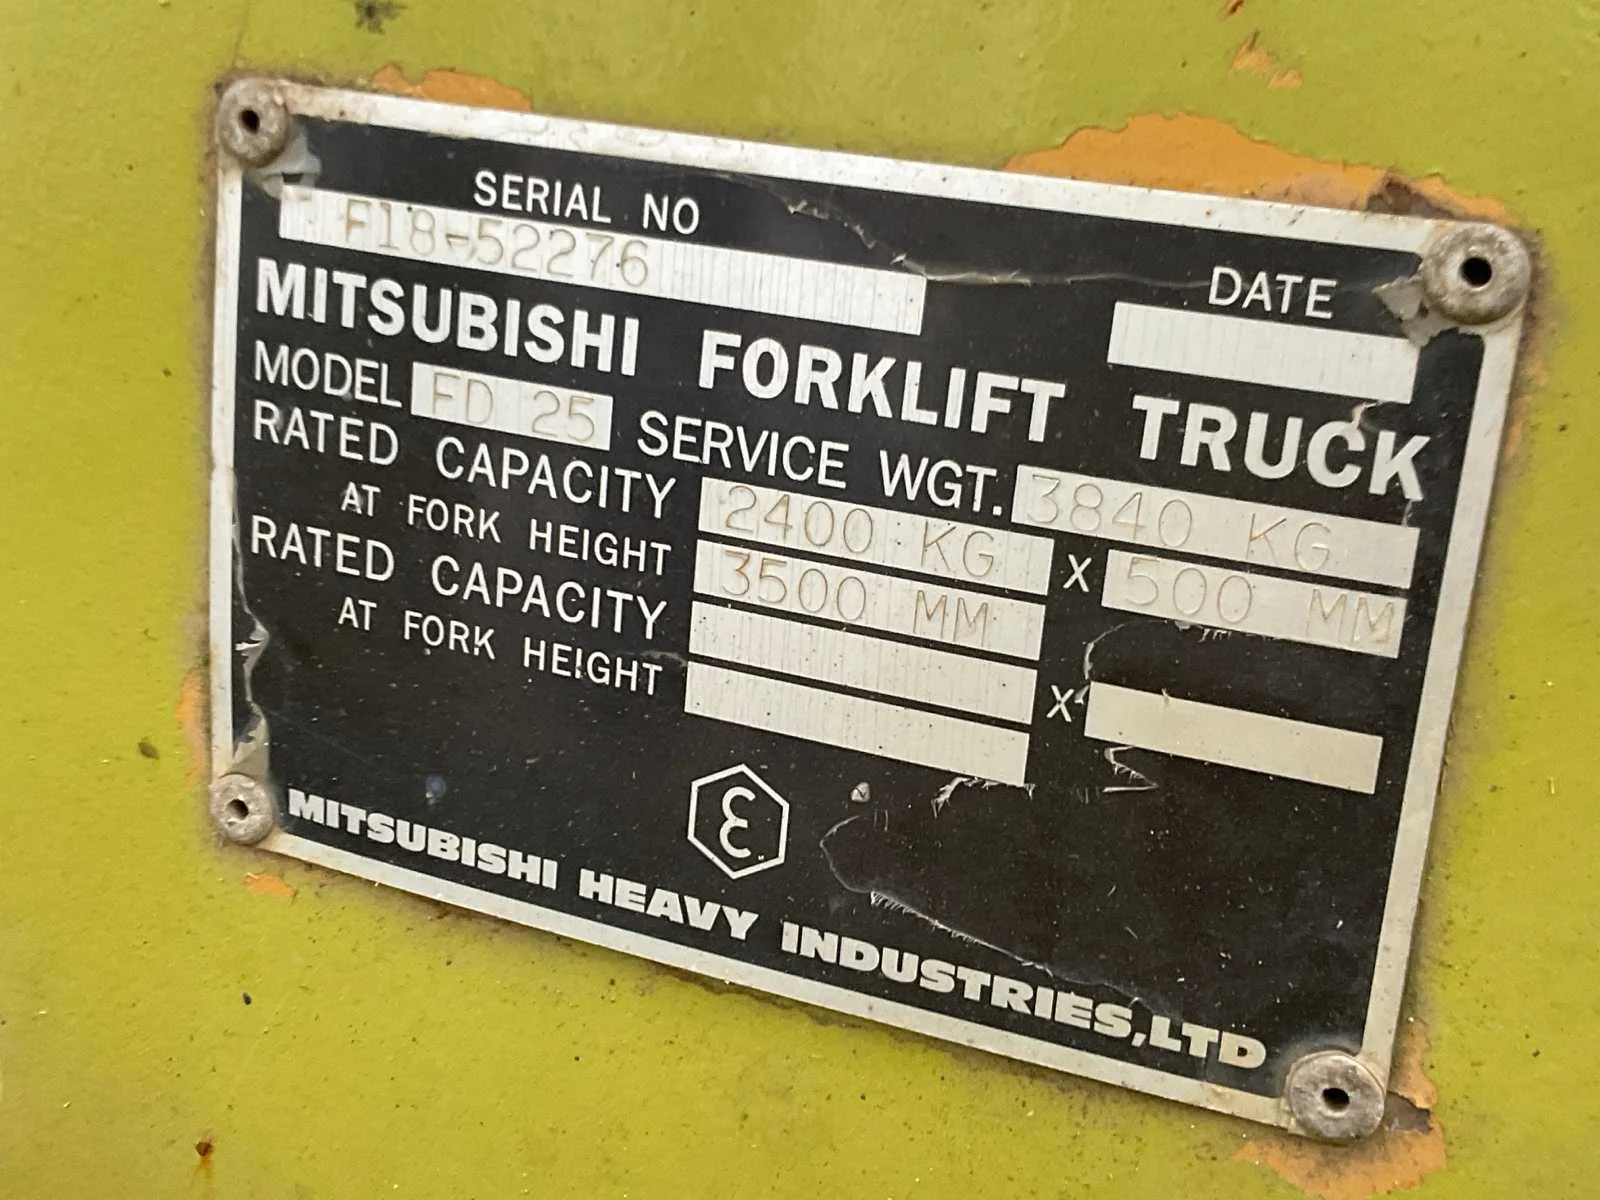 SERIAL NO
F18-52276
DATE
MITSUBISHI FORKLIFT TRUCK
MODEL FD 25 SERVICE WGT. 3840 KG
RATED CAPACITY 2400 KG X 500 MM
AT FORK HEIGHT 3500 MM
RATED CAPACITY X
AT FORK HEIGHT
MITSUBISHI HEAVY INDUSTRIES,LTD